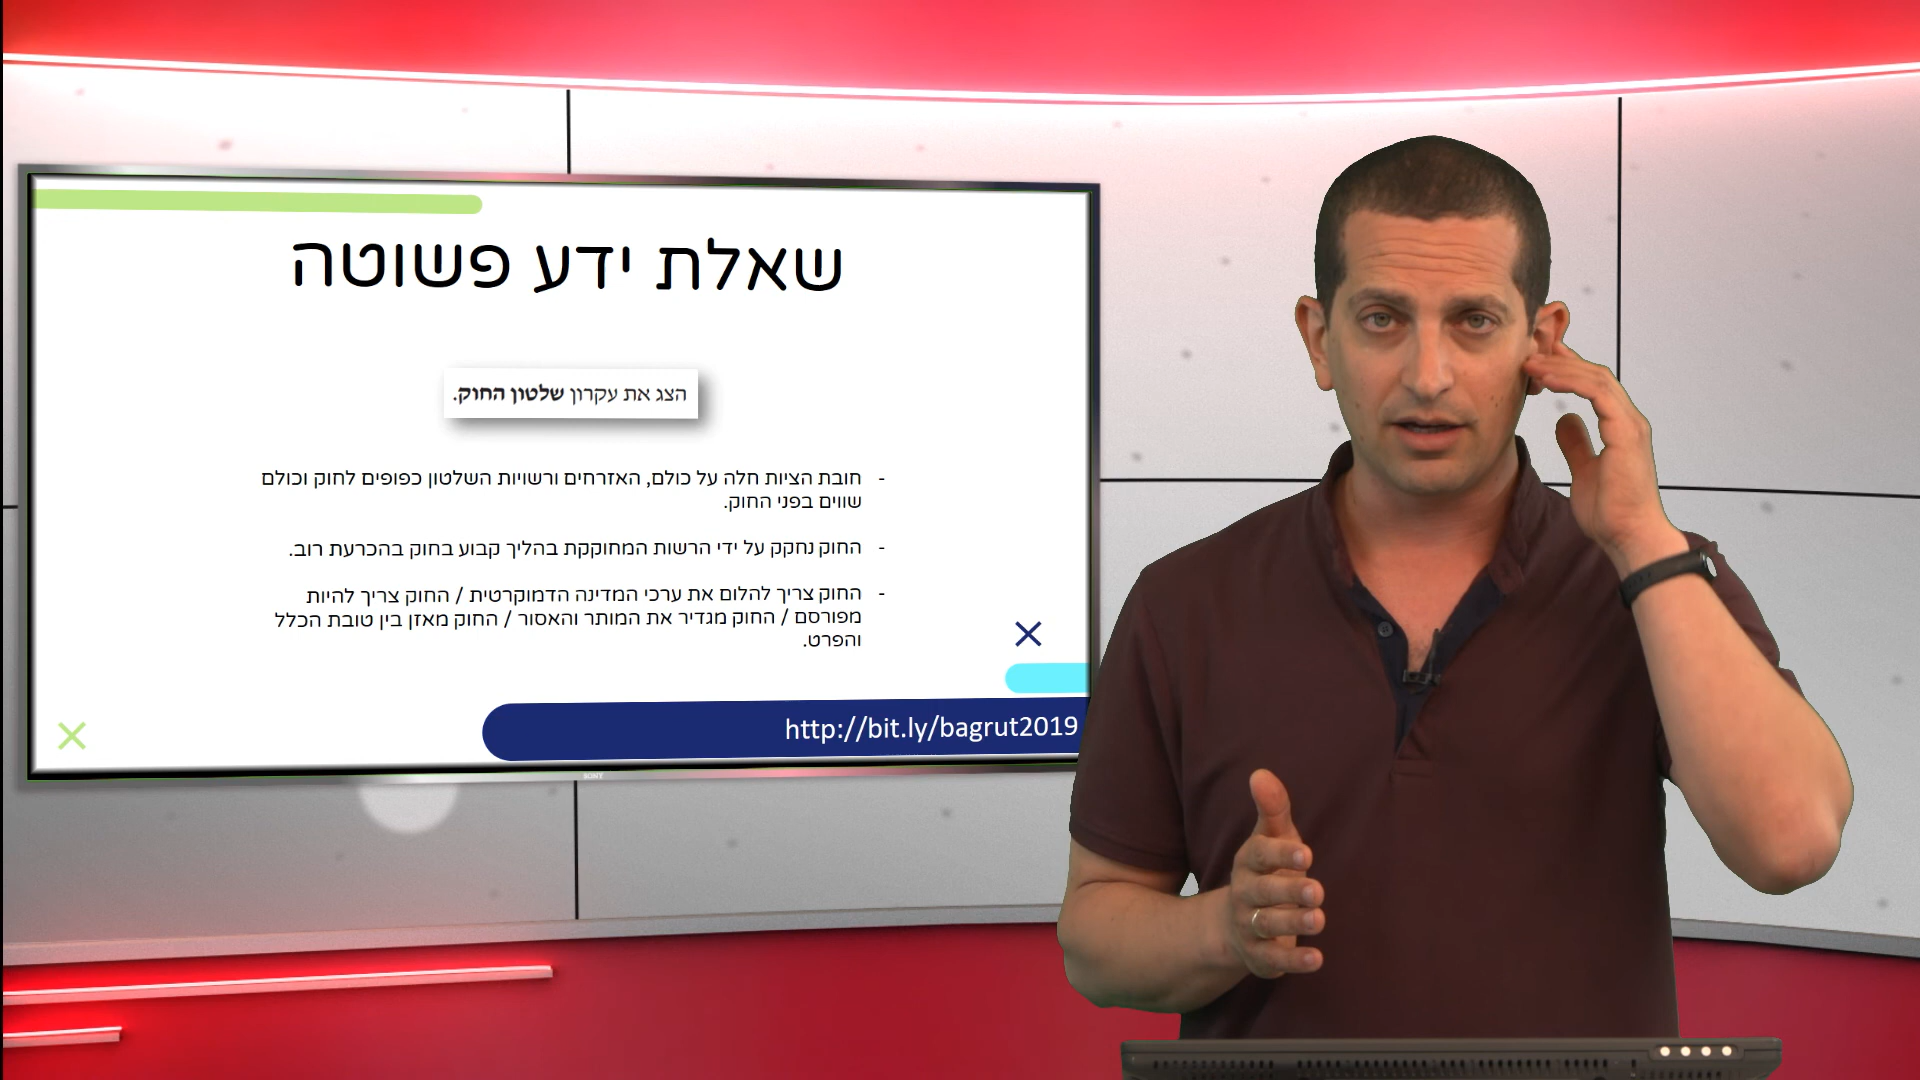 שאלת ידע פשוטה
הצג את עקרון שלטון החוק.
- חובת הציות חלה על כולם, האזרחים ורשויות השלטון כפופים לחוק וכולם
שווים בפני החוק.
- החוק נחקק על ידי הרשות המחוקקת בהליך קבוע בחוק בהכרעת רוב.
- החוק צריך להלום את ערכי המדינה הדמוקרטית / החוק צריך להיות
מפורסם / החוק מגדיר את המותר והאסור / החוק מאזן בין טובת הכלל
והפרט.
http://bit.ly/bagrut2019
SONY